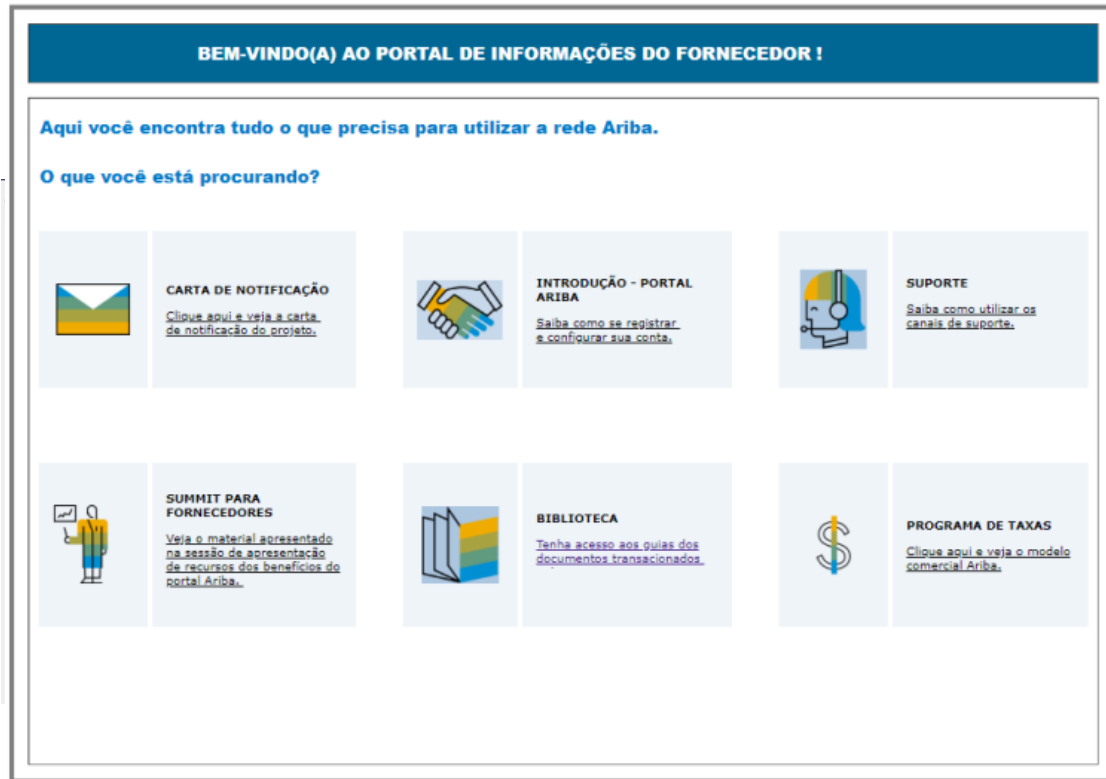 BEM-VINDO(A) AO PORTAL DE INFORMAÇÕES DO FORNECEDOR !
Aqui você encontra tudo o que precisa para utilizar a rede Ariba.
O que você está procurando?
CARTA DE NOTIFICAÇÃO
Clique aqui e veja a carta
de notificação do projeto.
INTRODUÇÃO - PORTAL
ARIBA
Saiba como se registrar
e configurar sua conta.
SUPORTE
Saiba como utilizar os
canais de suporte.
SUMMIT PARA
FORNECEDORES
Veja o material apresentado
na sessão de apresentação
de recursos dos benefícios do
portal Ariba.
BIBLIOTECA
Tenha acesso aos guias dos
documentos transacionados
PROGRAMA DE TAXAS
Clique aqui e veja o modelo
comercial Ariba.